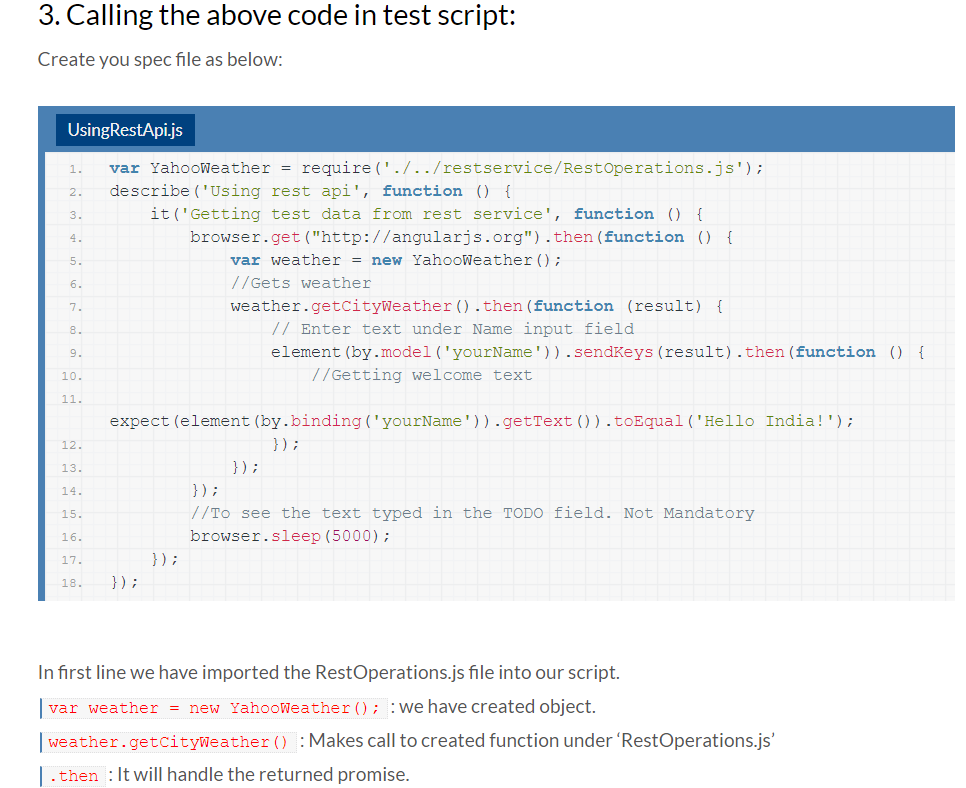 3. Calling the above code in test script:
Create you spec file as below:
UsingRestApi.js
1. var YahooWeather = require('./../restservice/RestOperations.js');
2. describe('Using rest api', function () {
3. it('Getting test data from rest service', function () {
4. browser.get("http://angularjs.org").then(function () {
5. var weather = new YahooWeather();
6. //Gets weather
7. weather.getCityWeather().then(function (result) {
8. // Enter text under Name input field
9. element(by.model('yourName')).sendKeys(result).then(function () {
10. //Getting welcome text
11.
expect(element(by.binding('yourName')).getText()).toEqual('Hello India!');
12. });
13. });
14. });
15. //To see the text typed in the TODO field. Not Mandatory
16. browser.sleep(5000);
17. });
18. });
In first line we have imported the RestOperations.js file into our script.
var weather = new YahooWeather(); : we have created object.
weather.getCityWeather() : Makes call to created function under ‘RestOperations.js’
.then : It will handle the returned promise.